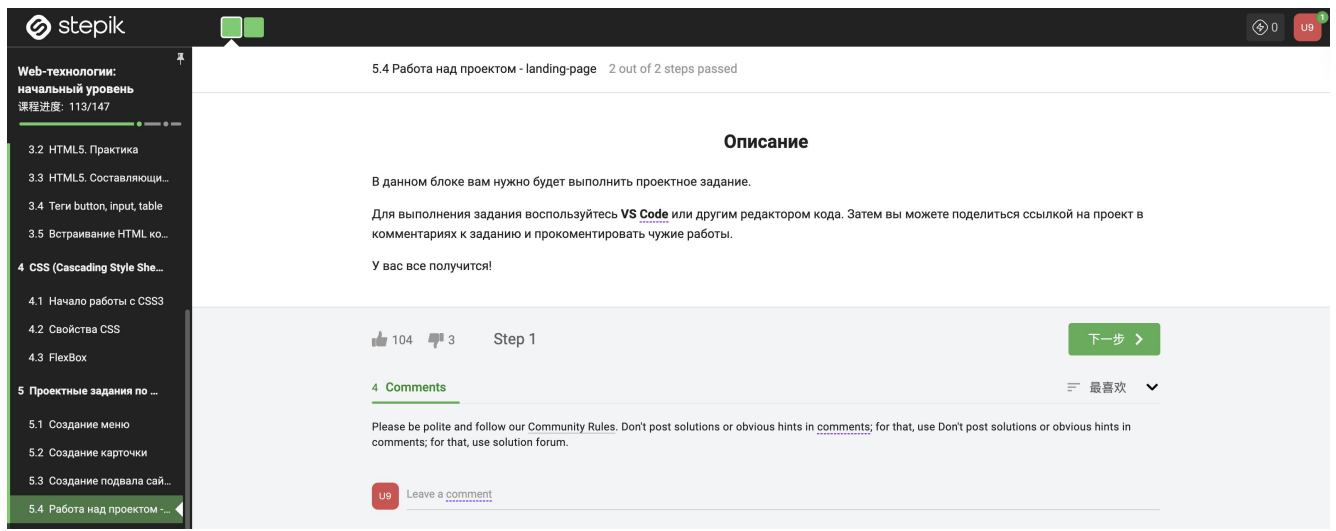 stepik
0
U9
1
Web-технологии:
начальный уровень
课程进度: 113/147
3.2 HTML5. Практика
3.3 HTML5. Составляющи...
3.4 Теги button, input, table
3.5 Встраивание HTML ко...
4 CSS (Cascading Style She...
4.1 Начало работы с CSS3
4.2 Свойства CSS
4.3 FlexBox
5 Проектные задания по ...
5.1 Создание меню
5.2 Создание карточки
5.3 Создание подвала сай...
5.4 Работа над проектом -...
5.4 Работа над проектом - landing-page 2 out of 2 steps passed
Описание
В данном блоке вам нужно будет выполнить проектное задание.
Для выполнения задания воспользуйтесь VS Code или другим редактором кода. Затем вы можете поделиться ссылкой на проект в
комментариях к заданию и прокоментировать чужие работы.
У вас все получится!
104 3 Step 1
下一步
4 Comments
最喜欢
Please be polite and follow our Community Rules. Don't post solutions or obvious hints in comments; for that, use Don't post solutions or obvious hints in
comments; for that, use solution forum.
U9 Leave a comment